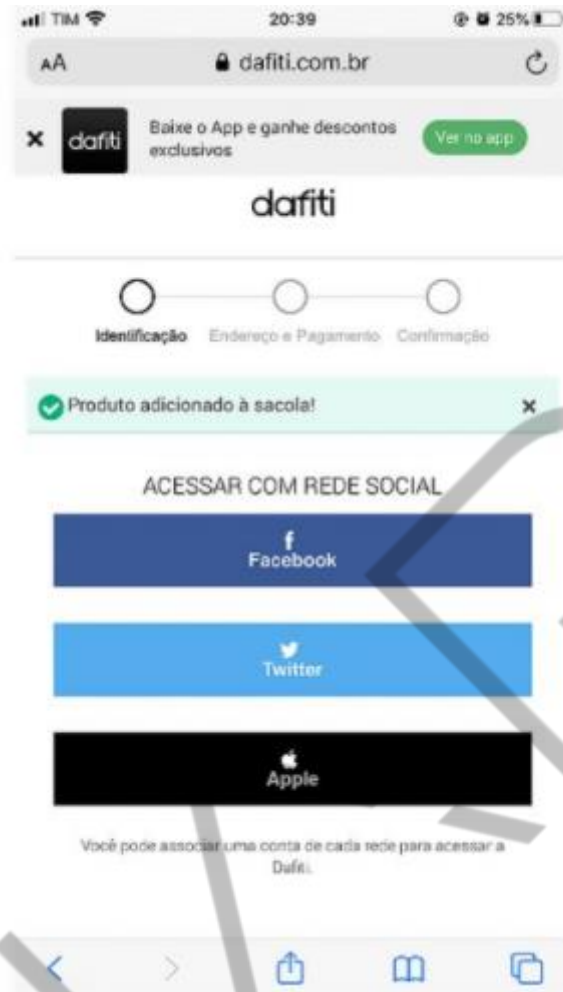 TIM 20:39 25%
AA dafiti.com.br
dafiti Baixe o App e ganhe descontos Ver no app
exclusivos
dafiti
Identificação Endereço e Pagamento Confirmação
Produto adicionado à sacola!
ACESSAR COM REDE SOCIAL
Facebook
Twitter
Apple
Você pode associar uma conta de cada rede para acessar a
Dafiti.